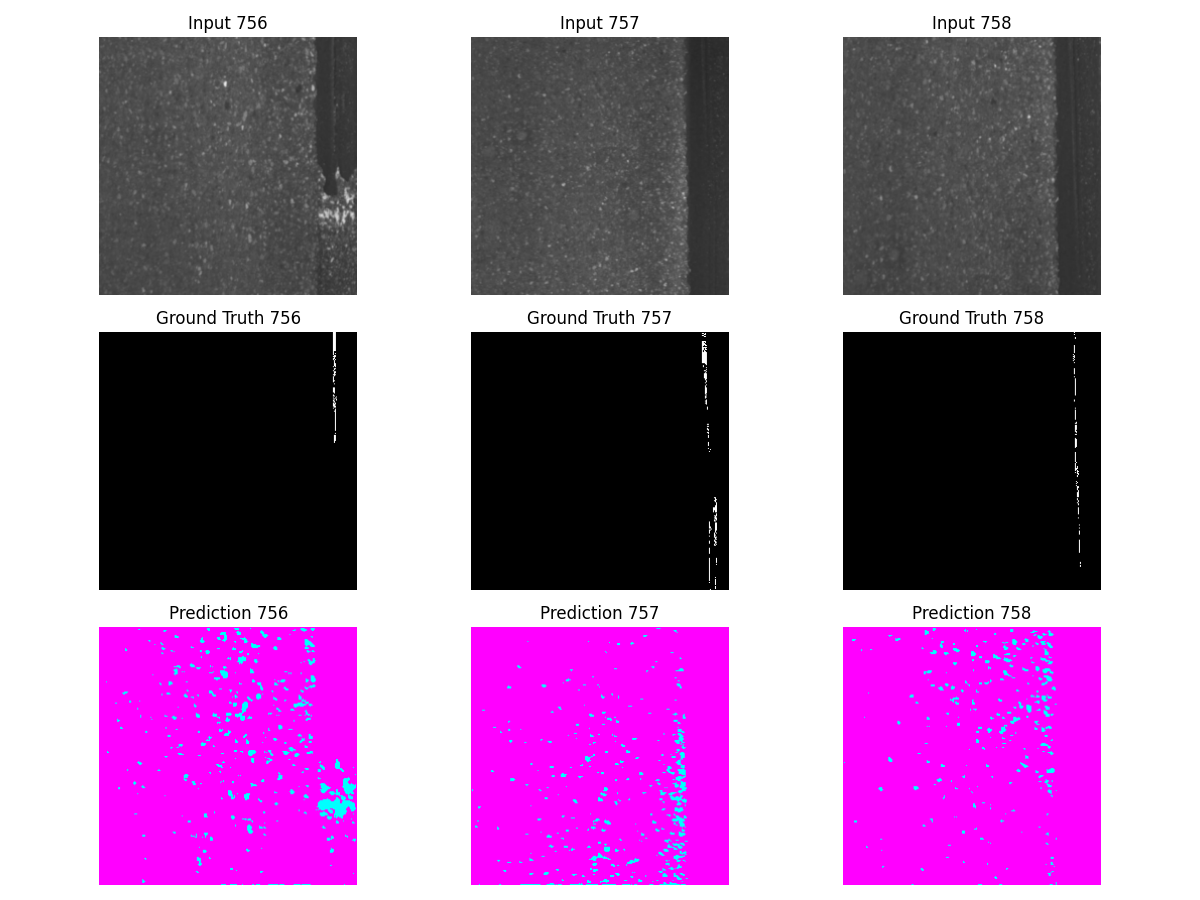 Input 756
Input 757
Input 758
Ground Truth 756
Ground Truth 757
Ground Truth 758
Prediction 756
Prediction 757
Prediction 758